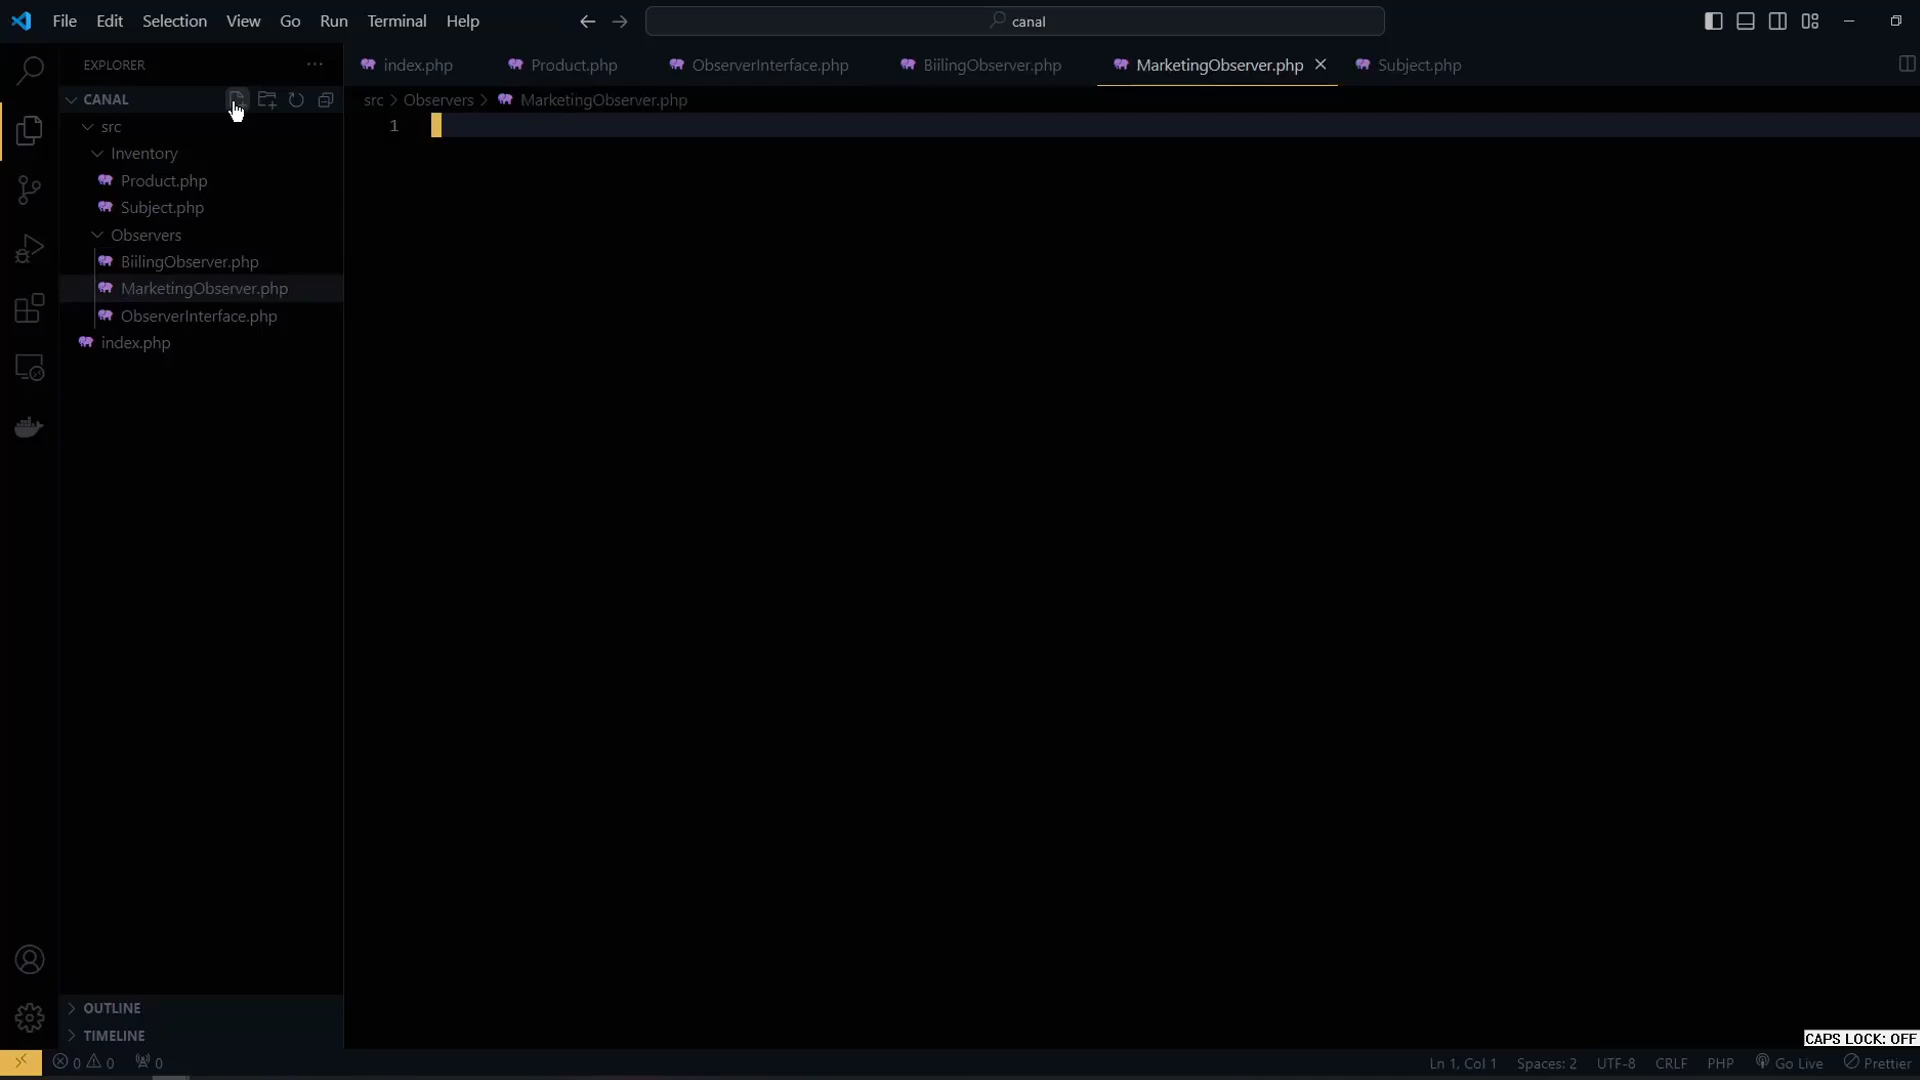 File Edit Selection View Go Run Terminal Help
canal
EXPLORER
CANAL
src
Inventory
Product.php
Subject.php
Observers
BiilingObserver.php
MarketingObserver.php
ObserverInterface.php
index.php
OUTLINE
TIMELINE
index.php Product.php ObserverInterface.php BiilingObserver.php MarketingObserver.php Subject.php
src > Observers > MarketingObserver.php
1
CAPS LOCK: OFF
0 0 0 Ln 1, Col 1 Spaces: 2 UTF-8 CRLF PHP Go Live Prettier